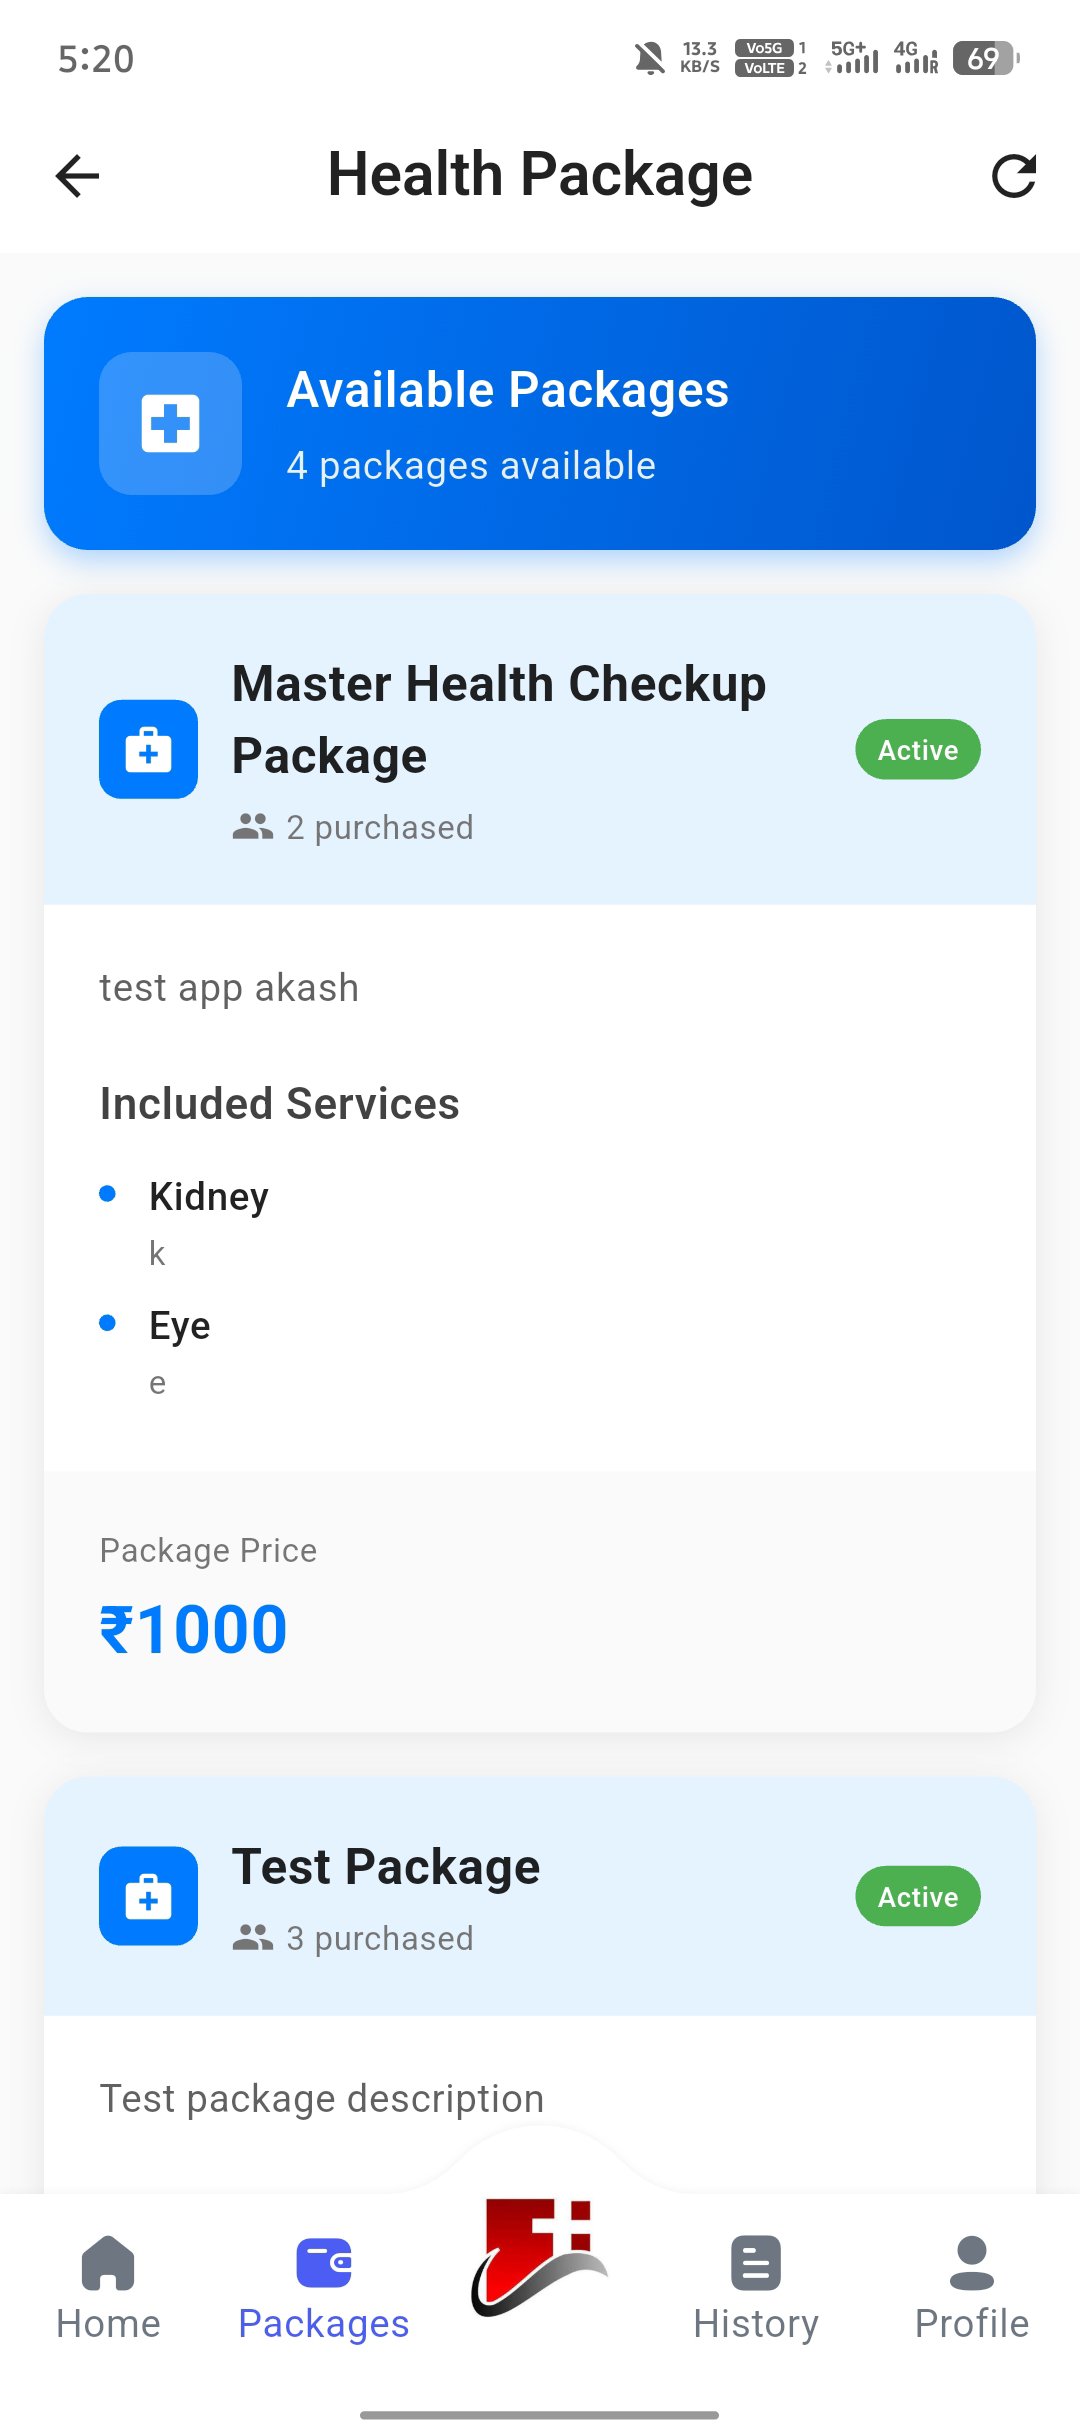 5:20
13.3
KB/S
Vo5G 1
VoLTE 2
5G+
4G
R
69
Health Package
Available Packages
4 packages available
Master Health Checkup
Package
2 purchased
Active
test app akash
Included Services
Kidney
k
Eye
e
Package Price
₹1000
Test Package
3 purchased
Active
Test package description
Home
Packages
History
Profile